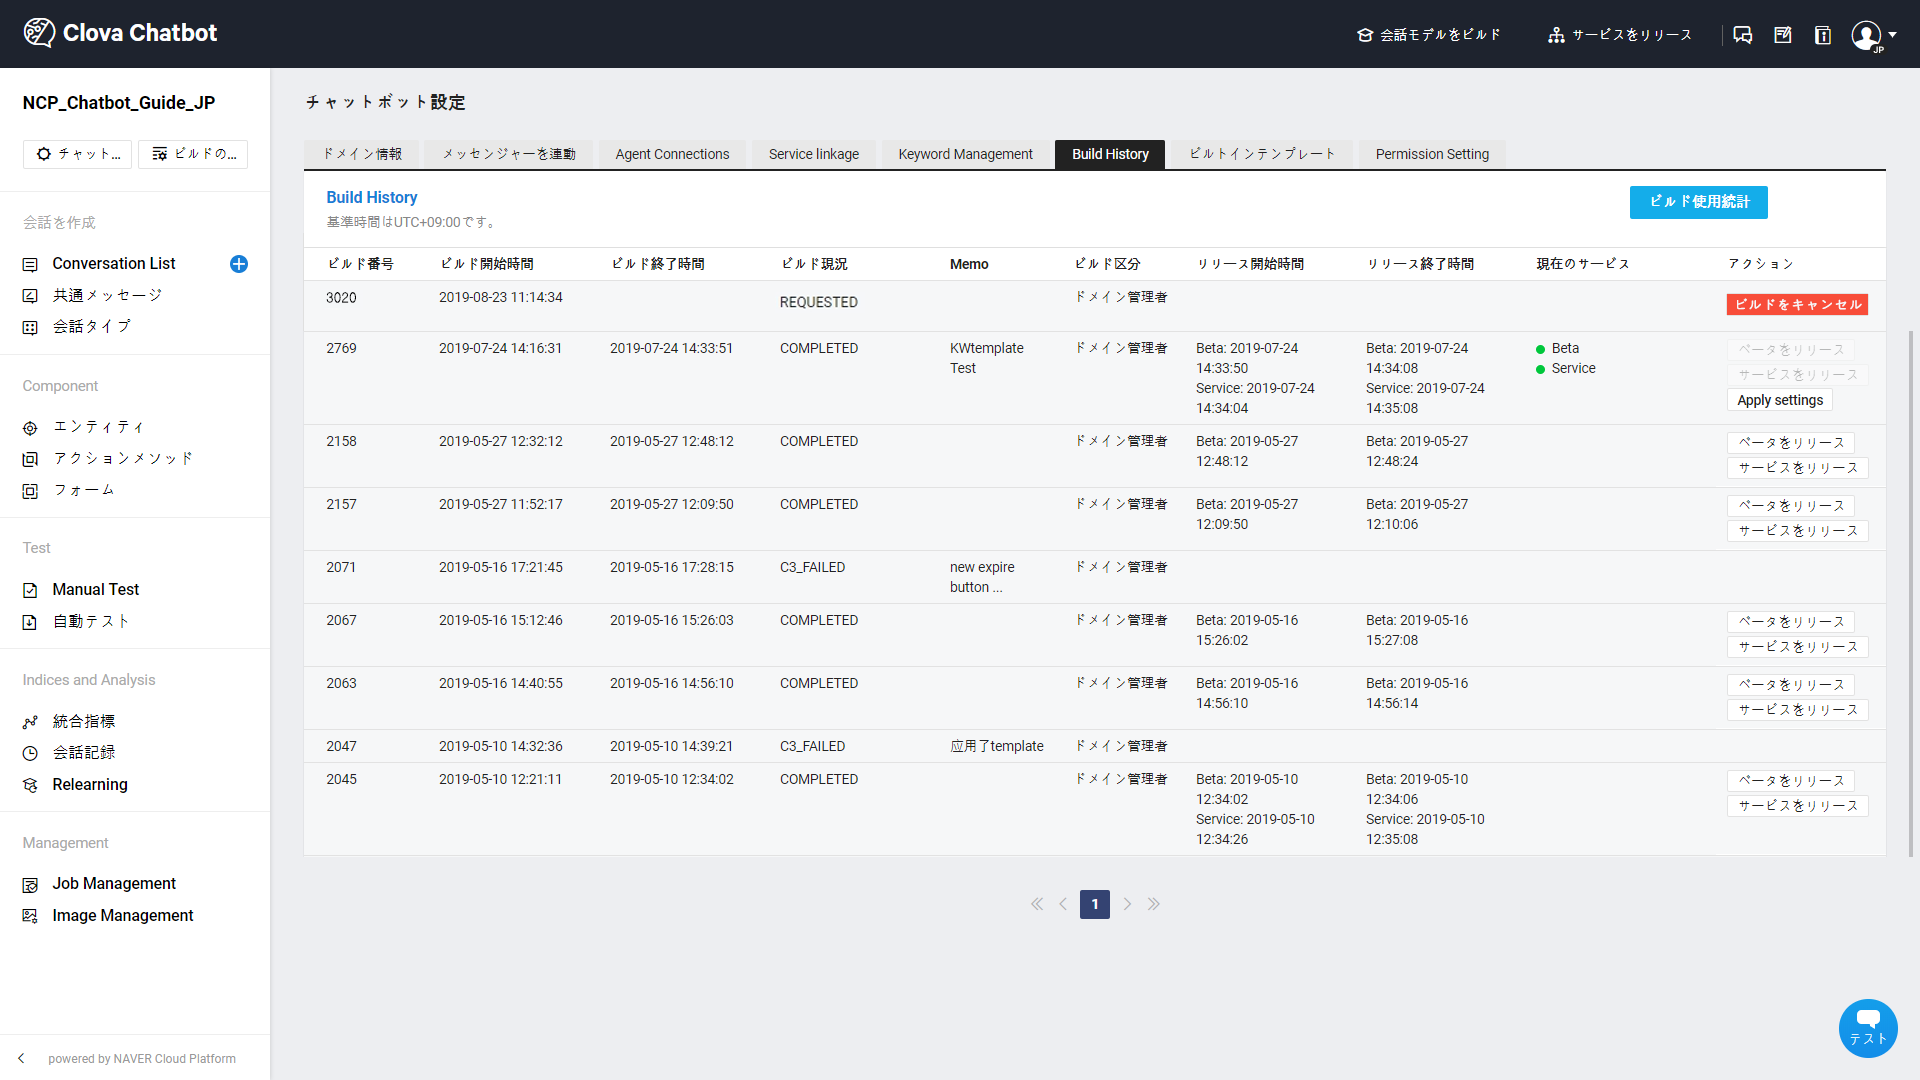 Clova Chatbot
会話モデルをビルド
サービスをリリース
JP
NCP_Chatbot_Guide_JP
チャット...
ビルドの...
会話を作成
Conversation List
共通メッセージ
会話タイプ
Component
エンティティ
アクションメソッド
フォーム
Test
Manual Test
自動テスト
Indices and Analysis
統合指標
会話記録
Relearning
Management
Job Management
Image Management
powered by NAVER Cloud Platform
チャットボット設定
ドメイン情報 メッセンジャーを連動 Agent Connections Service linkage Keyword Management Build History ビルトインテンプレート Permission Setting
Build History
基準時間はUTC+09:00です。
ビルド使用統計
ビルド番号 ビルド開始時間 ビルド終了時間 ビルド現況 Memo ビルド区分 リリース開始時間 リリース終了時間 現在のサービス アクション
3020 2019-08-23 11:14:34 REQUESTED ドメイン管理者 ビルドをキャンセル
2769 2019-07-24 14:16:31 2019-07-24 14:33:51 COMPLETED KWtemplate ドメイン管理者 Beta: 2019-07-24 Beta: 2019-07-24 Beta ベータをリリース
Test 14:33:50 14:34:08 Service サービスをリリース
Service: 2019-07-24 Service: 2019-07-24 Apply settings
14:34:04 14:35:08
2158 2019-05-27 12:32:12 2019-05-27 12:48:12 COMPLETED ドメイン管理者 Beta: 2019-05-27 Beta: 2019-05-27 ベータをリリース
12:48:12 12:48:24 サービスをリリース
2157 2019-05-27 11:52:17 2019-05-27 12:09:50 COMPLETED ドメイン管理者 Beta: 2019-05-27 Beta: 2019-05-27 ベータをリリース
12:09:50 12:10:06 サービスをリリース
2071 2019-05-16 17:21:45 2019-05-16 17:28:15 C3_FAILED new expire ドメイン管理者
button ...
2067 2019-05-16 15:12:46 2019-05-16 15:26:03 COMPLETED ドメイン管理者 Beta: 2019-05-16 Beta: 2019-05-16 ベータをリリース
15:26:02 15:27:08 サービスをリリース
2063 2019-05-16 14:40:55 2019-05-16 14:56:10 COMPLETED ドメイン管理者 Beta: 2019-05-16 Beta: 2019-05-16 ベータをリリース
14:56:10 14:56:14 サービスをリリース
2047 2019-05-10 14:32:36 2019-05-10 14:39:21 C3_FAILED 应用了template ドメイン管理者
2045 2019-05-10 12:21:11 2019-05-10 12:34:02 COMPLETED ドメイン管理者 Beta: 2019-05-10 Beta: 2019-05-10 ベータをリリース
12:34:02 12:34:06 サービスをリリース
Service: 2019-05-10 Service: 2019-05-10
12:34:26 12:35:08
1
テスト